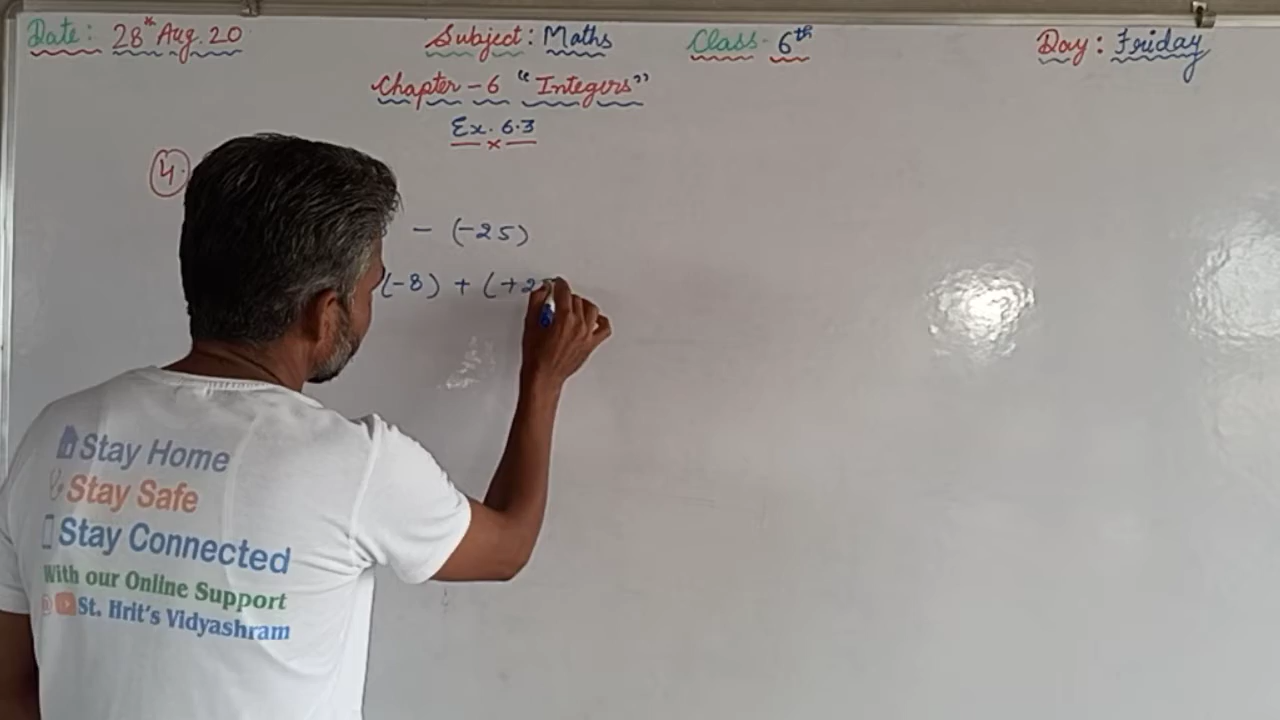 Date: 28th Aug. 20 Subject: Maths Class - 6th Day: Friday
Chapter - 6 "Integers"
Ex. 6.3
4.
- (-25)
(-8) + (+2
Stay Home
Stay Safe
Stay Connected
With our Online Support
St. Hrit's Vidyashram